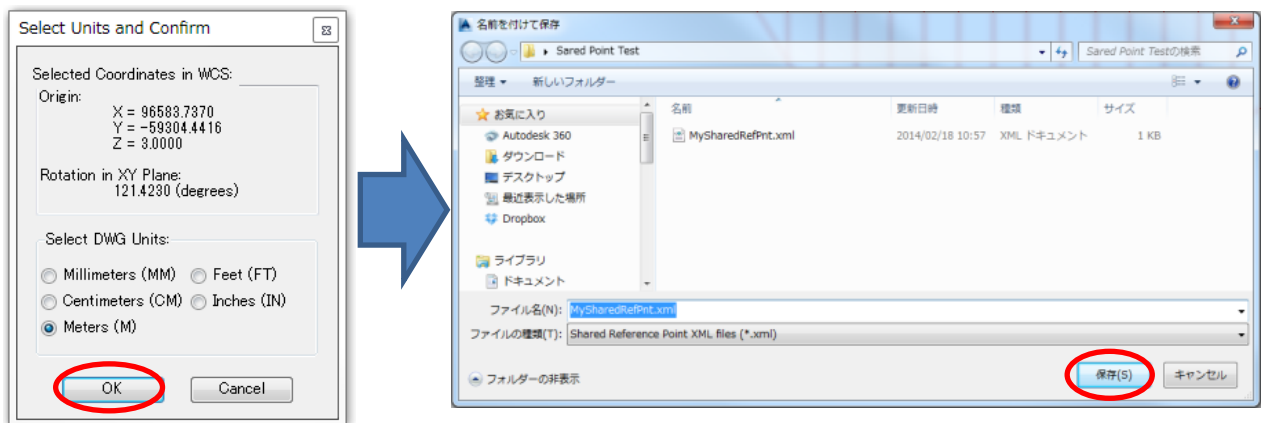 Select Units and Confirm
Selected Coordinates in WCS:
Origin:
X = 96583.7370
Y = -59304.4416
Z = 3.0000
Rotation in XY Plane:
121.4230 (degrees)
Select DWG Units:
Millimeters (MM) Feet (FT)
Centimeters (CM) Inches (IN)
Meters (M)
OK Cancel
名前を付けて保存
Sared Point Test
Sared Point Testの検索
整理 新しいフォルダー
お気に入り
Autodesk 360
ダウンロード
デスクトップ
最近表示した場所
Dropbox
ライブラリ
ドキュメント
名前 更新日時 種類 サイズ
MySharedRefPnt.xml 2014/02/18 10:57 XML ドキュメント 1 KB
ファイル名(N): MySharedRefPnt.xml
ファイルの種類(T): Shared Reference Point XML files (*.xml)
フォルダーの非表示 保存(S) キャンセル